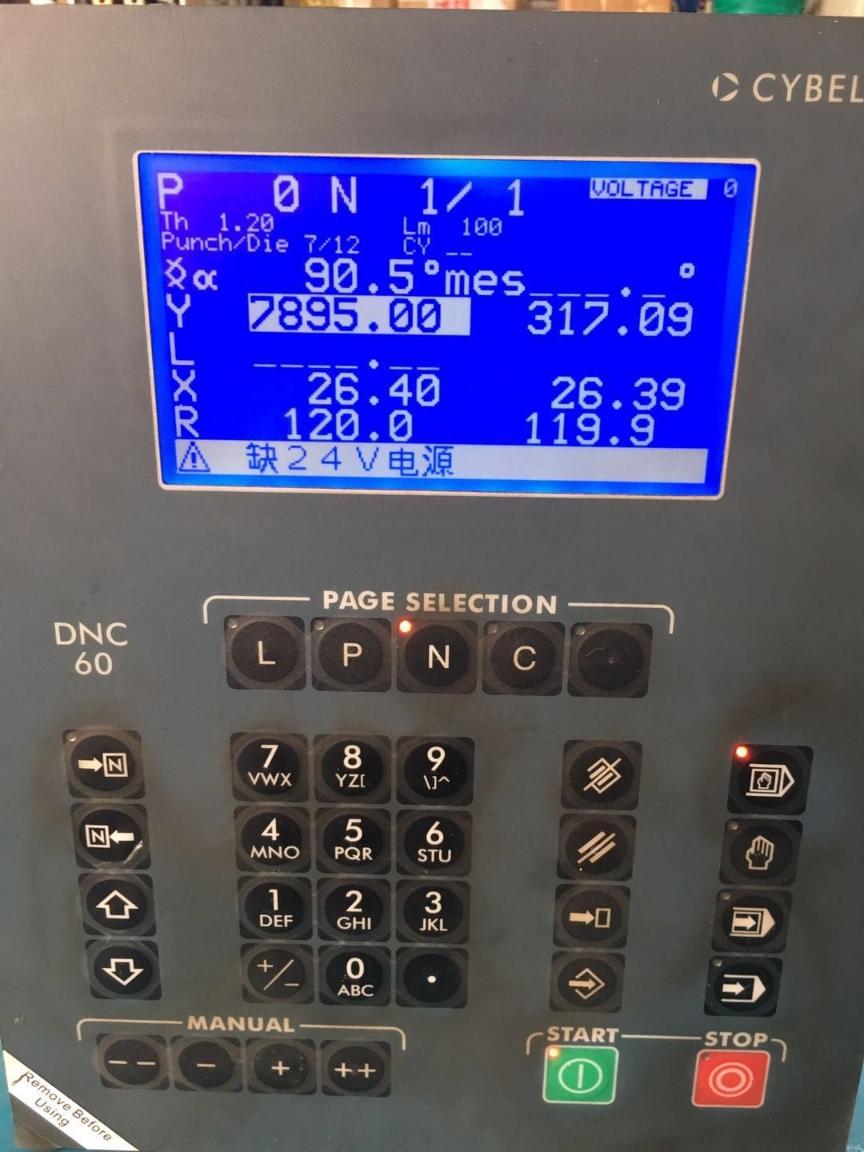 CYBEL
P 0 N 1/ 1 VOLTAGE 0
Th 1.20 Lm 100
Punch/Die 7/12 CY __
α 90.5°mes___._°
Y 7895.00 317.09
L ____.__
X 26.40 26.39
R 120.0 119.9
缺24V电源
PAGE SELECTION
DNC
60
L P N C
N
7 8 9
VWX YZ[ \]^
N
4 5 6
MNO PQR STU
1 2 3
DEF GHI JKL
+/- 0 .
ABC
MANUAL
-- - + ++
START STOP
Remove Before
Using